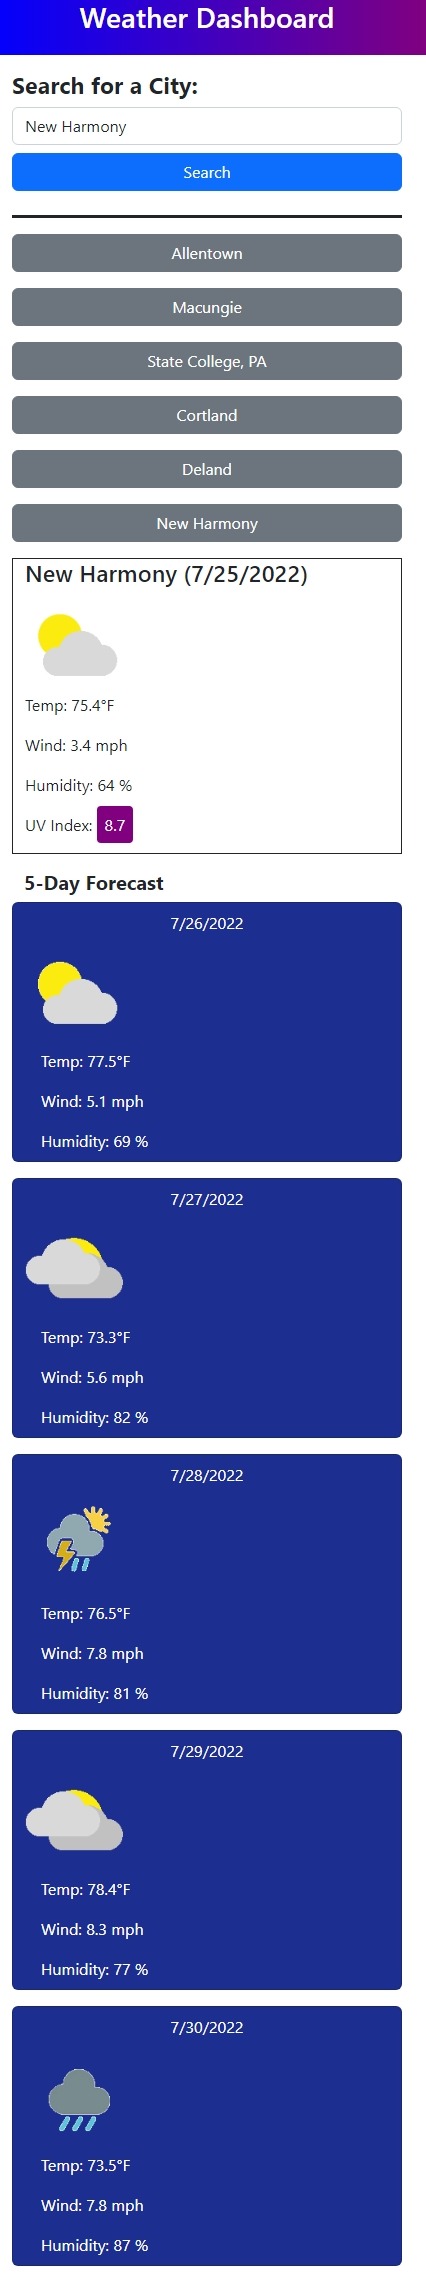 Weather Dashboard
Search for a City:
New Harmony
Search
Allentown
Macungie
State College, PA
Cortland
Deland
New Harmony
New Harmony (7/25/2022)
Temp: 75.4°F
Wind: 3.4 mph
Humidity: 64 %
UV Index: 8.7
5-Day Forecast
7/26/2022
Temp: 77.5°F
Wind: 5.1 mph
Humidity: 69 %
7/27/2022
Temp: 73.3°F
Wind: 5.6 mph
Humidity: 82 %
7/28/2022
Temp: 76.5°F
Wind: 7.8 mph
Humidity: 81 %
7/29/2022
Temp: 78.4°F
Wind: 8.3 mph
Humidity: 77 %
7/30/2022
Temp: 73.5°F
Wind: 7.8 mph
Humidity: 87 %